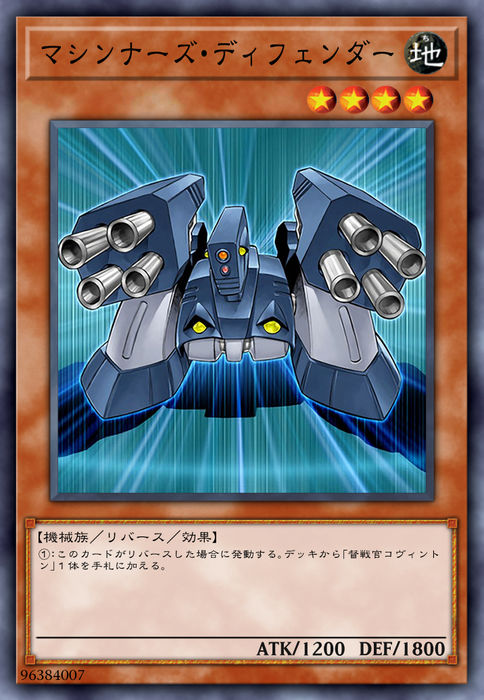 マシンナーズ・ディフェンダー
地
ち
【機械族／リバース／効果】
①：このカードがリバースした場合に発動する。デッキから「督戦官コヴィント
ン」１体を手札に加える。
ATK/1200 DEF/1800
96384007